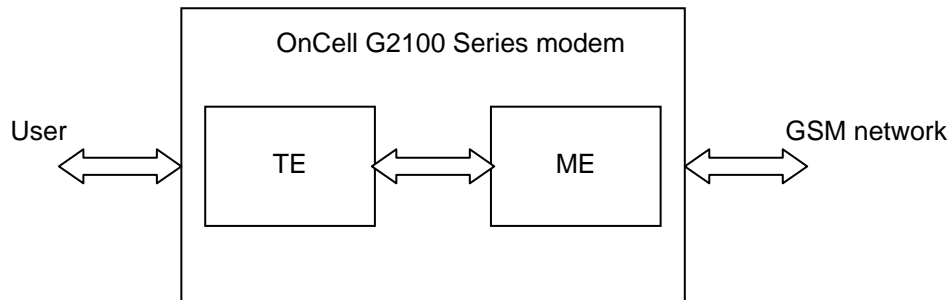 OnCell G2100 Series modem
User
GSM network
TE
ME